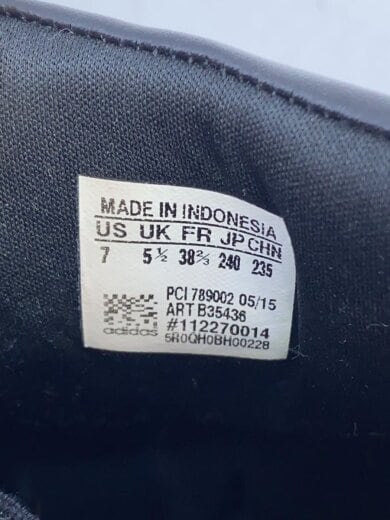 MADE IN INDONESIA
US UK FR JP CHN
7 5½ 38⅔ 240 235
PCI 789002 05/15
ART B35436
#112270014
adidas
5R0QH0BH00228